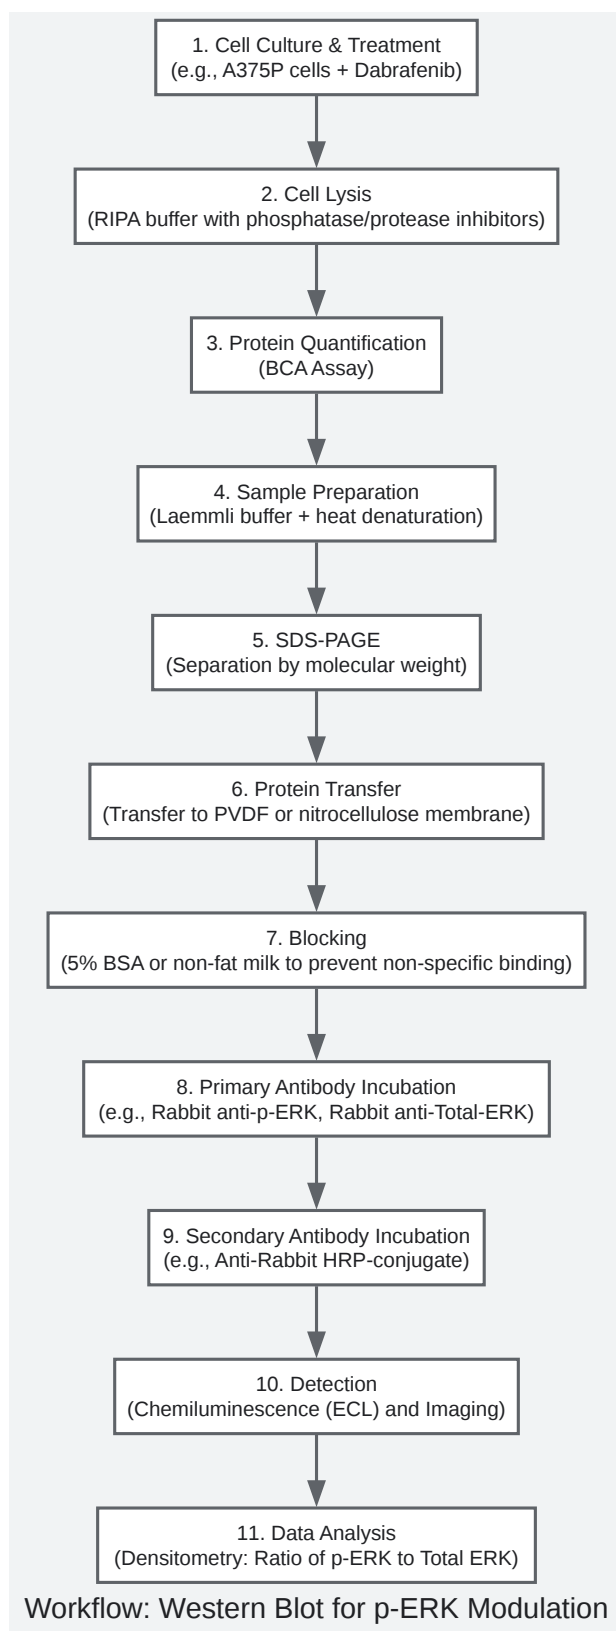 1. Cell Culture & Treatment
(e.g., A375P cells + Dabrafenib)
2. Cell Lysis
(RIPA buffer with phosphatase/protease inhibitors)
3. Protein Quantification
(BCA Assay)
4. Sample Preparation
(Laemmli buffer + heat denaturation)
5. SDS-PAGE
(Separation by molecular weight)
6. Protein Transfer
(Transfer to PVDF or nitrocellulose membrane)
7. Blocking
(5% BSA or non-fat milk to prevent non-specific binding)
8. Primary Antibody Incubation
(e.g., Rabbit anti-p-ERK, Rabbit anti-Total-ERK)
9. Secondary Antibody Incubation
(e.g., Anti-Rabbit HRP-conjugate)
10. Detection
(Chemiluminescence (ECL) and Imaging)
11. Data Analysis
(Densitometry: Ratio of p-ERK to Total ERK)
Workflow: Western Blot for p-ERK Modulation